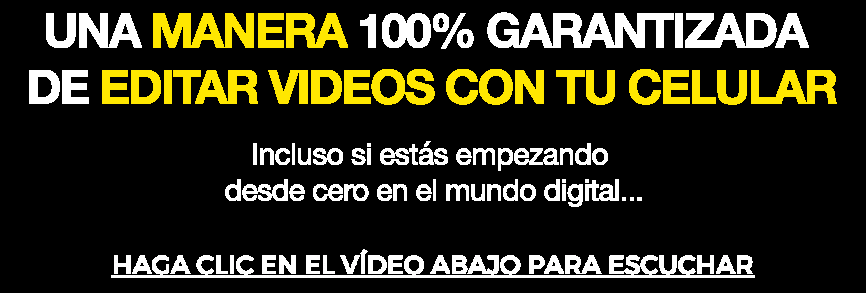 UNA MANERA 100% GARANTIZADA
DE EDITAR VIDEOS CON TU CELULAR
Incluso si estás empezando
desde cero en el mundo digital...
HAGA CLIC EN EL VÍDEO ABAJO PARA ESCUCHAR